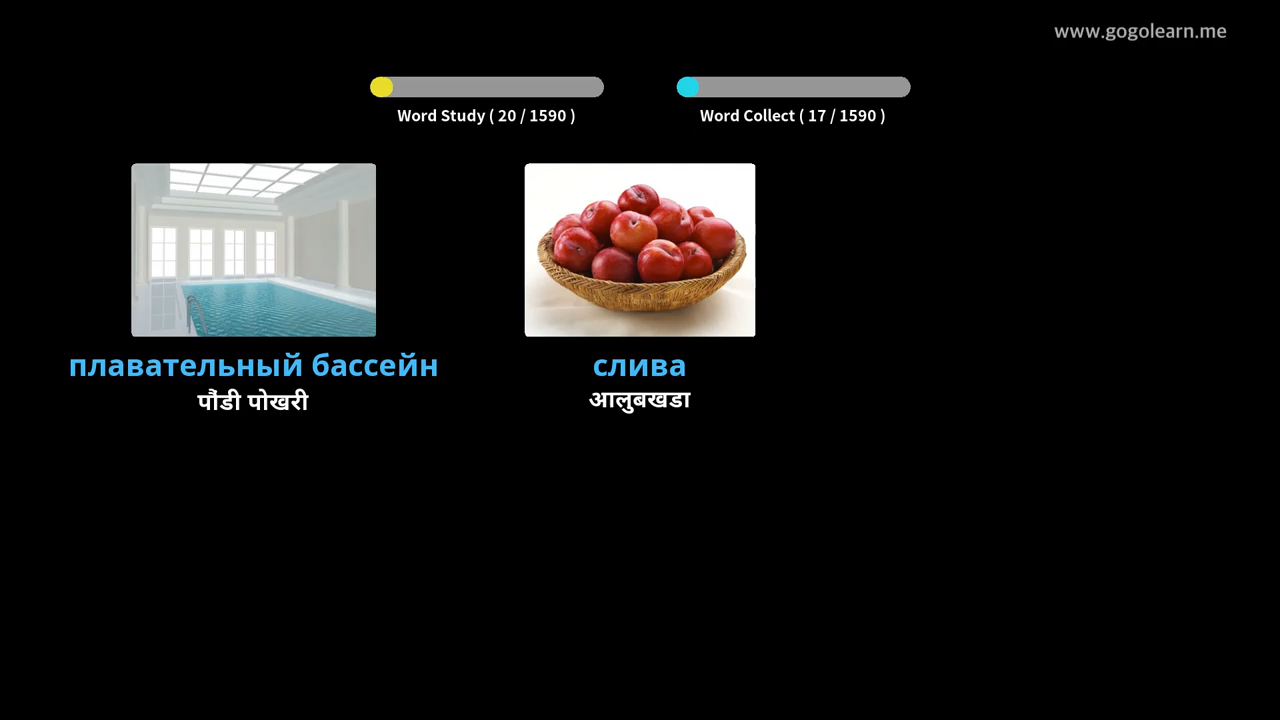 www.gogolearn.me
Word Study ( 20 / 1590 )
Word Collect ( 17 / 1590 )
плавательный бассейн
पौंडी पोखरी
слива
आलुबखडा